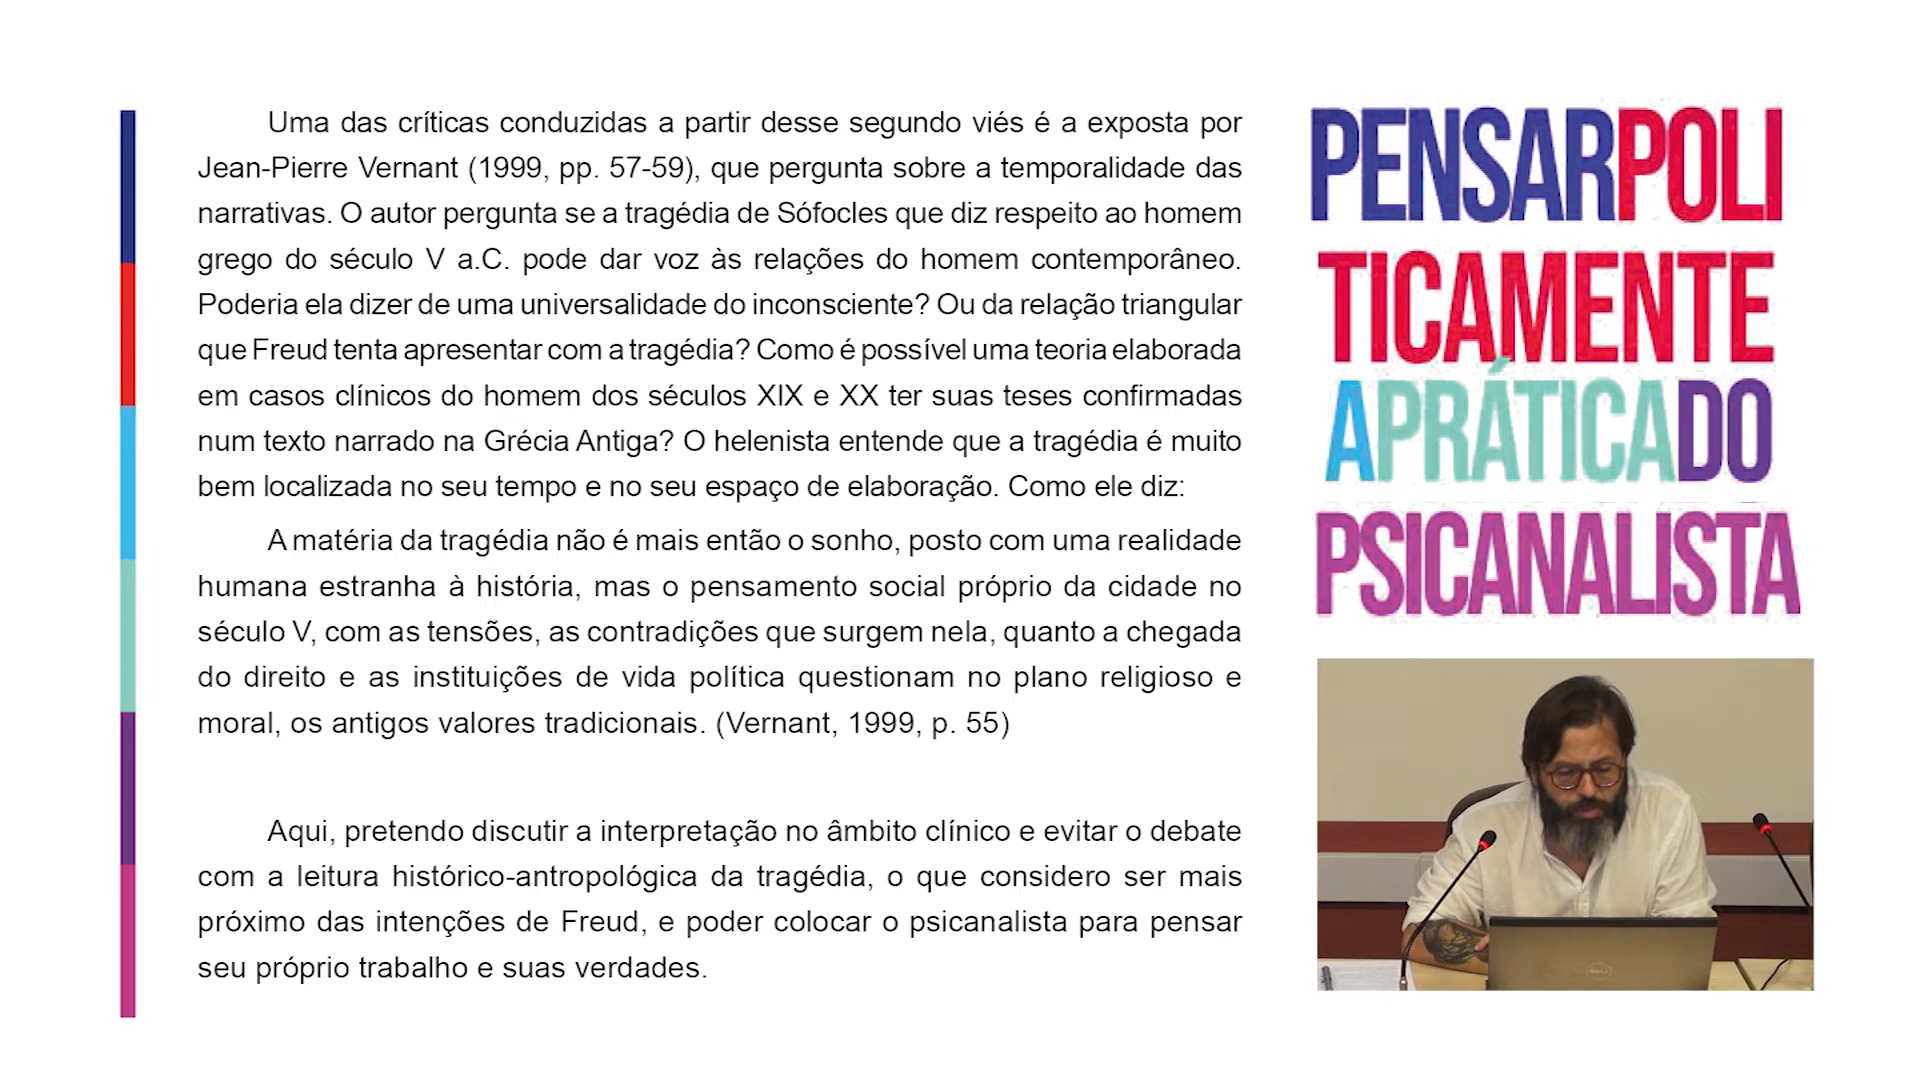 Uma das críticas conduzidas a partir desse segundo viés é a exposta por
Jean-Pierre Vernant (1999, pp. 57-59), que pergunta sobre a temporalidade das
narrativas. O autor pergunta se a tragédia de Sófocles que diz respeito ao homem
grego do século V a.C. pode dar voz às relações do homem contemporâneo.
Poderia ela dizer de uma universalidade do inconsciente? Ou da relação triangular
que Freud tenta apresentar com a tragédia? Como é possível uma teoria elaborada
em casos clínicos do homem dos séculos XIX e XX ter suas teses confirmadas
num texto narrado na Grécia Antiga? O helenista entende que a tragédia é muito
bem localizada no seu tempo e no seu espaço de elaboração. Como ele diz:
A matéria da tragédia não é mais então o sonho, posto com uma realidade
humana estranha à história, mas o pensamento social próprio da cidade no
século V, com as tensões, as contradições que surgem nela, quanto a chegada
do direito e as instituições de vida política questionam no plano religioso e
moral, os antigos valores tradicionais. (Vernant, 1999, p. 55)
Aqui, pretendo discutir a interpretação no âmbito clínico e evitar o debate
com a leitura histórico-antropológica da tragédia, o que considero ser mais
próximo das intenções de Freud, e poder colocar o psicanalista para pensar
seu próprio trabalho e suas verdades.
PENSARPOLI
TICAMENTE
APRÁTICADO
PSICANALISTA